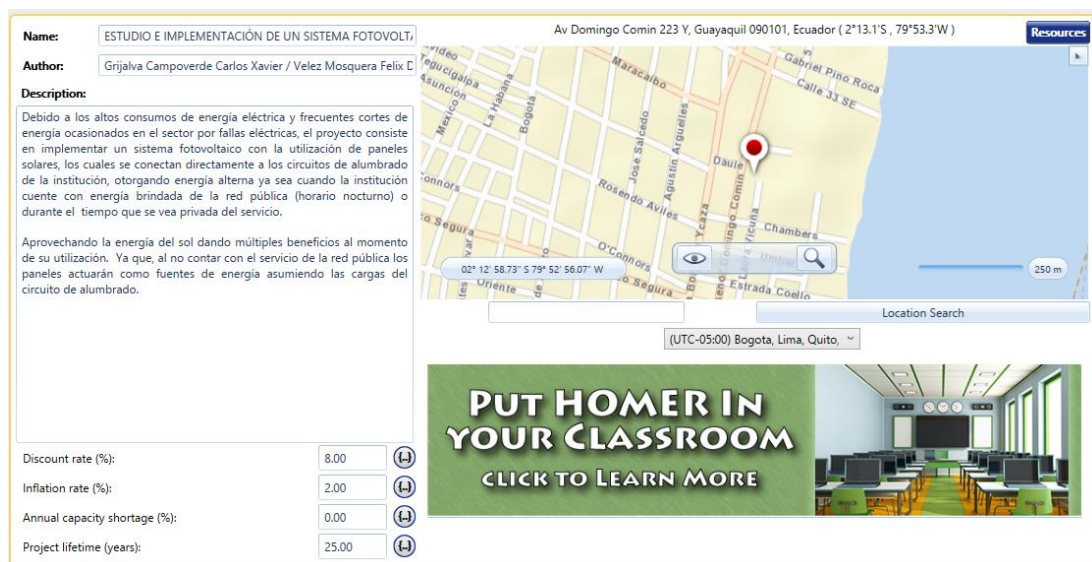 Name:
ESTUDIO E IMPLEMENTACIÓN DE UN SISTEMA FOTOVOLTA
Author:
Grijalva Campoverde Carlos Xavier / Velez Mosquera Felix D
Description:
Debido a los altos consumos de energía eléctrica y frecuentes cortes de
energía ocasionados en el sector por fallas eléctricas, el proyecto consiste
en implementar un sistema fotovoltaico con la utilización de paneles
solares, los cuales se conectan directamente a los circuitos de alumbrado
de la institución, otorgando energía alterna ya sea cuando la institución
cuente con energía brindada de la red pública (horario nocturno) o
durante el tiempo que se vea privada del servicio.
Aprovechando la energía del sol dando múltiples beneficios al momento
de su utilización. Ya que, al no contar con el servicio de la red pública los
paneles actuarán como fuentes de energía asumiendo las cargas del
circuito de alumbrado.
Discount rate (%):
8.00
{..}
Inflation rate (%):
2.00
{..}
Annual capacity shortage (%):
0.00
{..}
Project lifetime (years):
25.00
{..}
Av Domingo Comin 223 Y, Guayaquil 090101, Ecuador ( 2°13.1'S , 79°53.3'W )
Resources
Tegucigalpa
Asunción
Mexico
La Habana
Bogotá
Maracaibo
Gabriel Pino Roca
Calle 33 SE
Jose Salcedo
Agustin Arguelles
Daule
Rosendo Aviles
Domingo Comin
Ycaza
Vicuna
Chambers
O'Connors
Segura
Oriente
Segura
Estrada Coello
02° 12' 58.73" S 79° 52' 56.07" W
250 m
Location Search
(UTC-05:00) Bogota, Lima, Quito,
PUT HOMER IN
YOUR CLASSROOM
CLICK TO LEARN MORE